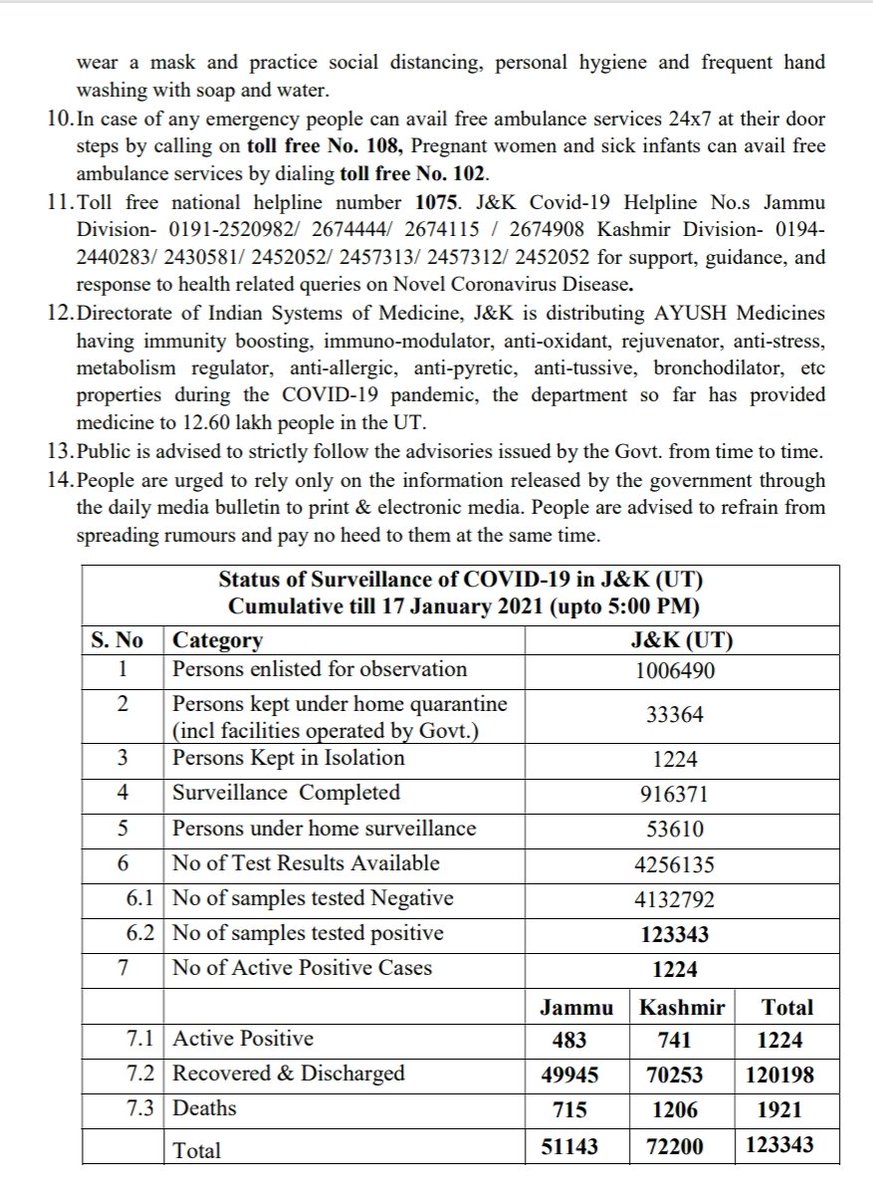 wear a mask and practice social distancing, personal hygiene and frequent hand
washing with soap and water.
10. In case of any emergency people can avail free ambulance services 24x7 at their door
steps by calling on toll free No. 108, Pregnant women and sick infants can avail free
ambulance services by dialing toll free No. 102.
11. Toll free national helpline number 1075. J&K Covid-19 Helpline No.s Jammu
Division- 0191-2520982/ 2674444/ 2674115 / 2674908 Kashmir Division- 0194-
2440283/ 2430581/ 2452052/ 2457313/ 2457312/ 2452052 for support, guidance, and
response to health related queries on Novel Coronavirus Disease.
12. Directorate of Indian Systems of Medicine, J&K is distributing AYUSH Medicines
having immunity boosting, immuno-modulator, anti-oxidant, rejuvenator, anti-stress,
metabolism regulator, anti-allergic, anti-pyretic, anti-tussive, bronchodilator, etc
properties during the COVID-19 pandemic, the department so far has provided
medicine to 12.60 lakh people in the UT.
13. Public is advised to strictly follow the advisories issued by the Govt. from time to time.
14. People are urged to rely only on the information released by the government through
the daily media bulletin to print & electronic media. People are advised to refrain from
spreading rumours and pay no heed to them at the same time.
Status of Surveillance of COVID-19 in J&K (UT)
Cumulative till 17 January 2021 (upto 5:00 PM)
S. No Category J&K (UT)
1 Persons enlisted for observation 1006490
2 Persons kept under home quarantine
(incl facilities operated by Govt.) 33364
3 Persons Kept in Isolation 1224
4 Surveillance Completed 916371
5 Persons under home surveillance 53610
6 No of Test Results Available 4256135
6.1 No of samples tested Negative 4132792
6.2 No of samples tested positive 123343
7 No of Active Positive Cases 1224
Jammu Kashmir Total
7.1 Active Positive 483 741 1224
7.2 Recovered & Discharged 49945 70253 120198
7.3 Deaths 715 1206 1921
Total 51143 72200 123343